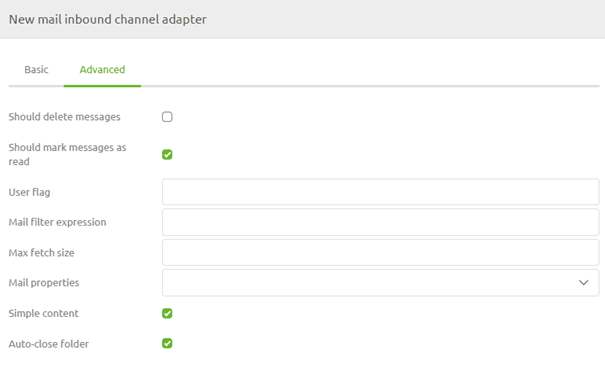 New mail inbound channel adapter
Basic Advanced
Should delete messages
Should mark messages as
read
User flag
Mail filter expression
Max fetch size
Mail properties
Simple content
Auto-close folder